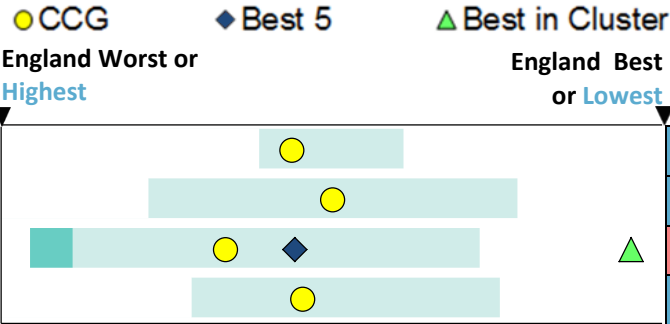 CCG Best 5 Best in Cluster
England Worst or
Highest
England Best
or Lowest